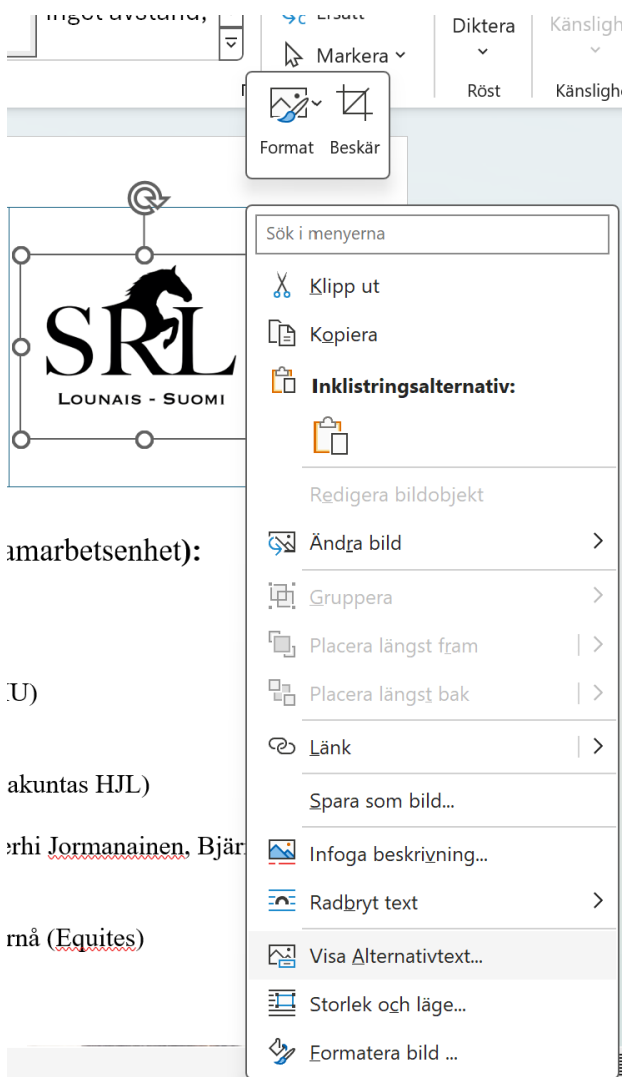 Inget avstånd,
Ersätt
Markera
Diktera
Känsligh
Röst
Känslighe
Format
Beskär
SRL
LOUNAIS - SUOMI
Sök i menyerna
Klipp ut
Kopiera
Inklistringsalternativ:
Redigera bildobjekt
Ändra bild
Gruppera
Placera längst fram
Placera längst bak
Länk
Spara som bild...
Infoga beskrivning...
Radbryt text
Visa Alternativtext...
Storlek och läge...
Formatera bild ...
amarbetsenhet):
U)
akuntas HJL)
erhi Jormanainen, Bjär
rnå (Equites)